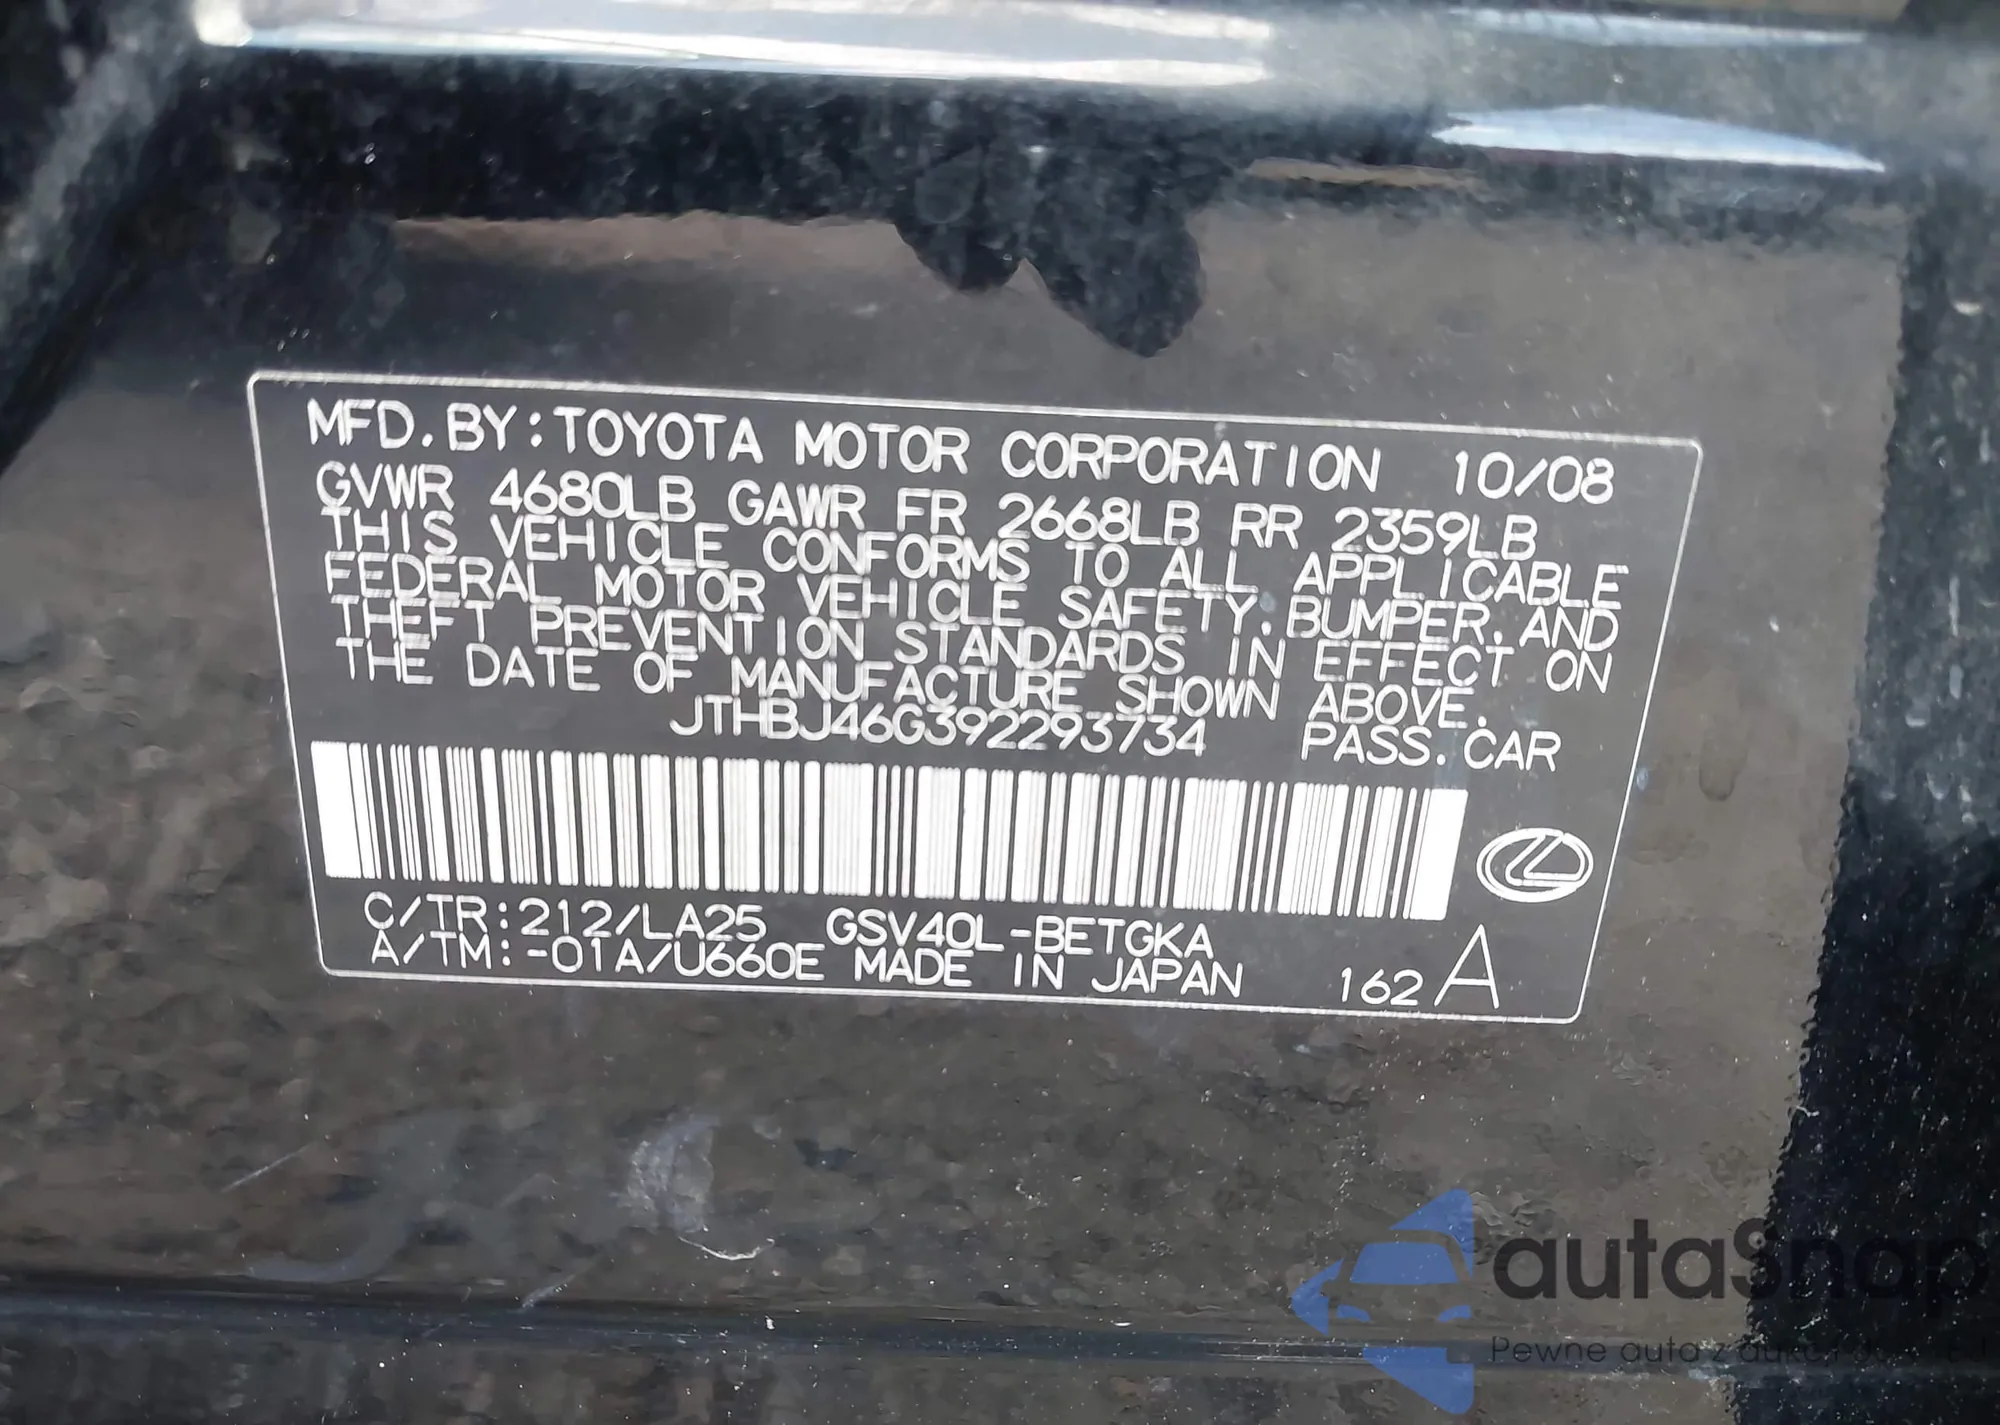 MFD. BY:TOYOTA MOTOR CORPORATION 10/08
GVWR 4680LB GAWR FR 2668LB RR 2359LB
THIS VEHICLE CONFORMS TO ALL APPLICABLE
FEDERAL MOTOR VEHICLE SAFETY, BUMPER, AND
THEFT PREVENTION STANDARDS IN EFFECT ON
THE DATE OF MANUFACTURE SHOWN ABOVE.
JTHBJ46G392293734 PASS. CAR
C/TR:212/LA25 GSV40L-BETGKA
A/TM:-01A/U660E MADE IN JAPAN 162 A
autaSnap
Pewne auta z